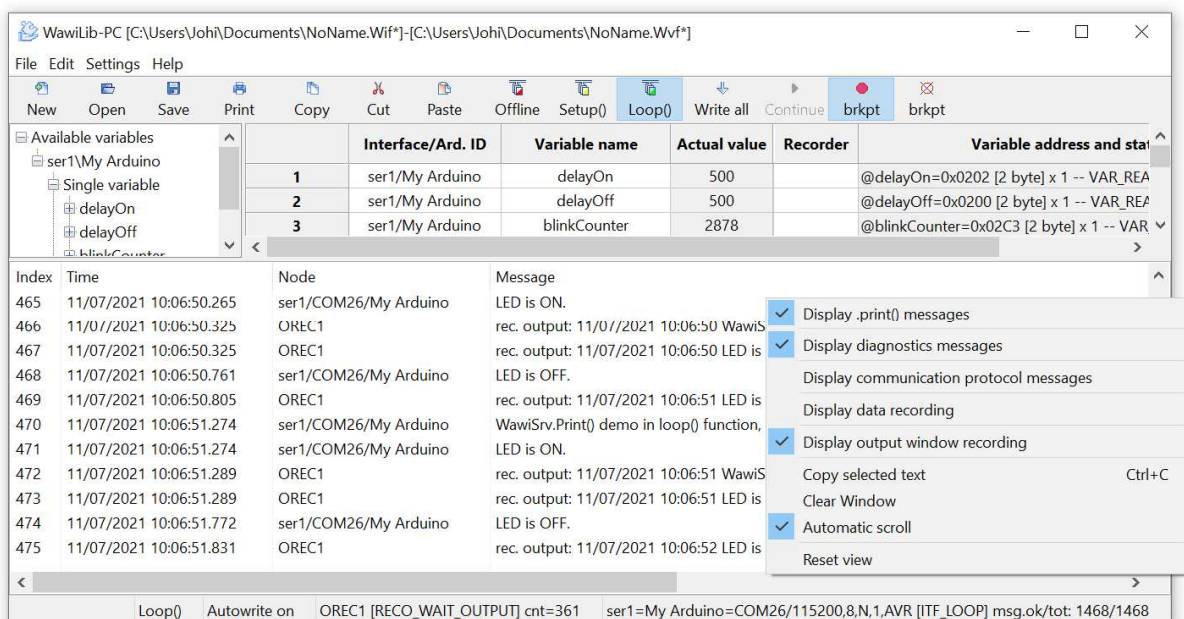 WawiLib-PC [C:\Users\Johi\Documents\NoName.Wif*]-[C:\Users\Johi\Documents\NoName.Wvf*]
File Edit Settings Help
New Open Save Print Copy Cut Paste Offline Setup() Loop() Write all Continue brkpt brkpt
Available variables
ser1\My Arduino
Single variable
delayOn
delayOff
blinkCounter
Interface/Ard. ID Variable name Actual value Recorder Variable address and stat
1 ser1/My Arduino delayOn 500 @delayOn=0x0202 [2 byte] x 1 -- VAR_REA
2 ser1/My Arduino delayOff 500 @delayOff=0x0200 [2 byte] x 1 -- VAR_REA
3 ser1/My Arduino blinkCounter 2878 @blinkCounter=0x02C3 [2 byte] x 1 -- VAR_
Index Time Node Message
465 11/07/2021 10:06:50.265 ser1/COM26/My Arduino LED is ON.
466 11/07/2021 10:06:50.325 OREC1 rec. output: 11/07/2021 10:06:50 WawiS
467 11/07/2021 10:06:50.325 OREC1 rec. output: 11/07/2021 10:06:50 LED is
468 11/07/2021 10:06:50.761 ser1/COM26/My Arduino LED is OFF.
469 11/07/2021 10:06:50.805 OREC1 rec. output: 11/07/2021 10:06:51 LED is
470 11/07/2021 10:06:51.274 ser1/COM26/My Arduino WawiSrv.Print() demo in loop() function,
471 11/07/2021 10:06:51.274 ser1/COM26/My Arduino LED is ON.
472 11/07/2021 10:06:51.289 OREC1 rec. output: 11/07/2021 10:06:51 WawiS
473 11/07/2021 10:06:51.289 OREC1 rec. output: 11/07/2021 10:06:51 LED is
474 11/07/2021 10:06:51.772 ser1/COM26/My Arduino LED is OFF.
475 11/07/2021 10:06:51.831 OREC1 rec. output: 11/07/2021 10:06:52 LED is
Display .print() messages
Display diagnostics messages
Display communication protocol messages
Display data recording
Display output window recording
Copy selected text Ctrl+C
Clear Window
Automatic scroll
Reset view
Loop() Autowrite on OREC1 [RECO_WAIT_OUTPUT] cnt=361 ser1=My Arduino=COM26/115200,8,N,1,AVR [ITF_LOOP] msg.ok/tot: 1468/1468